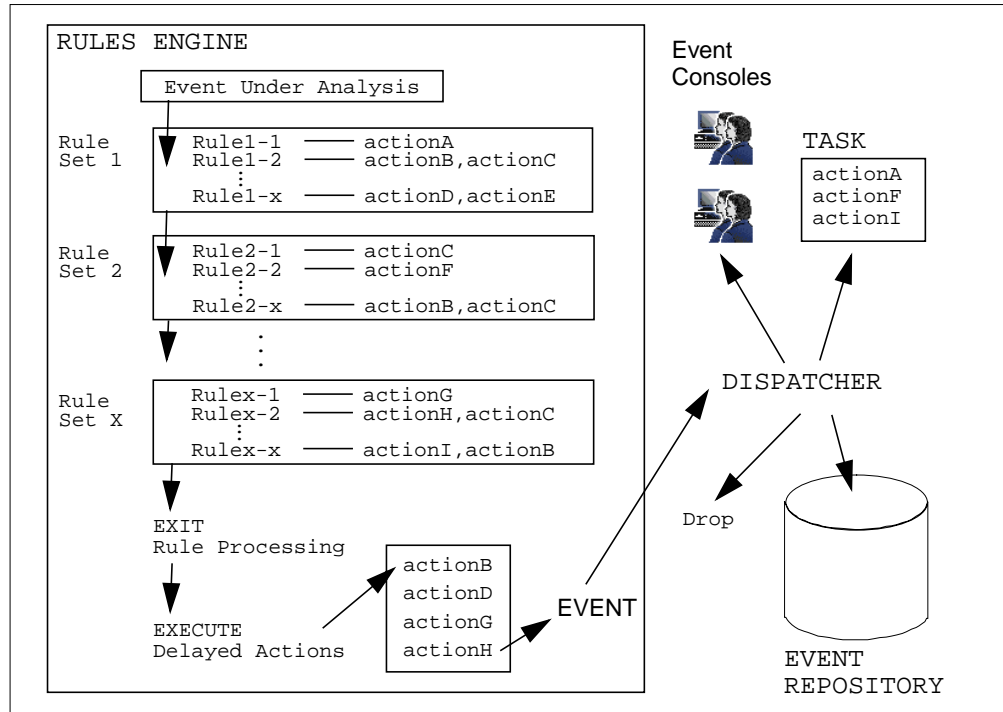 RULES ENGINE
Event Under Analysis
Rule
Set 1
Rule1-1 actionA
Rule1-2 actionB,actionC
Rule1-x actionD,actionE
Rule
Set 2
Rule2-1 actionC
Rule2-2 actionF
Rule2-x actionB,actionC
Rule
Set X
Rulex-1 actionG
Rulex-2 actionH,actionC
Rulex-x actionI,actionB
EXIT
Rule Processing
EXECUTE
Delayed Actions
actionB
actionD
actionG
actionH
EVENT
Event
Consoles
TASK
actionA
actionF
actionI
DISPATCHER
Drop
EVENT
REPOSITORY